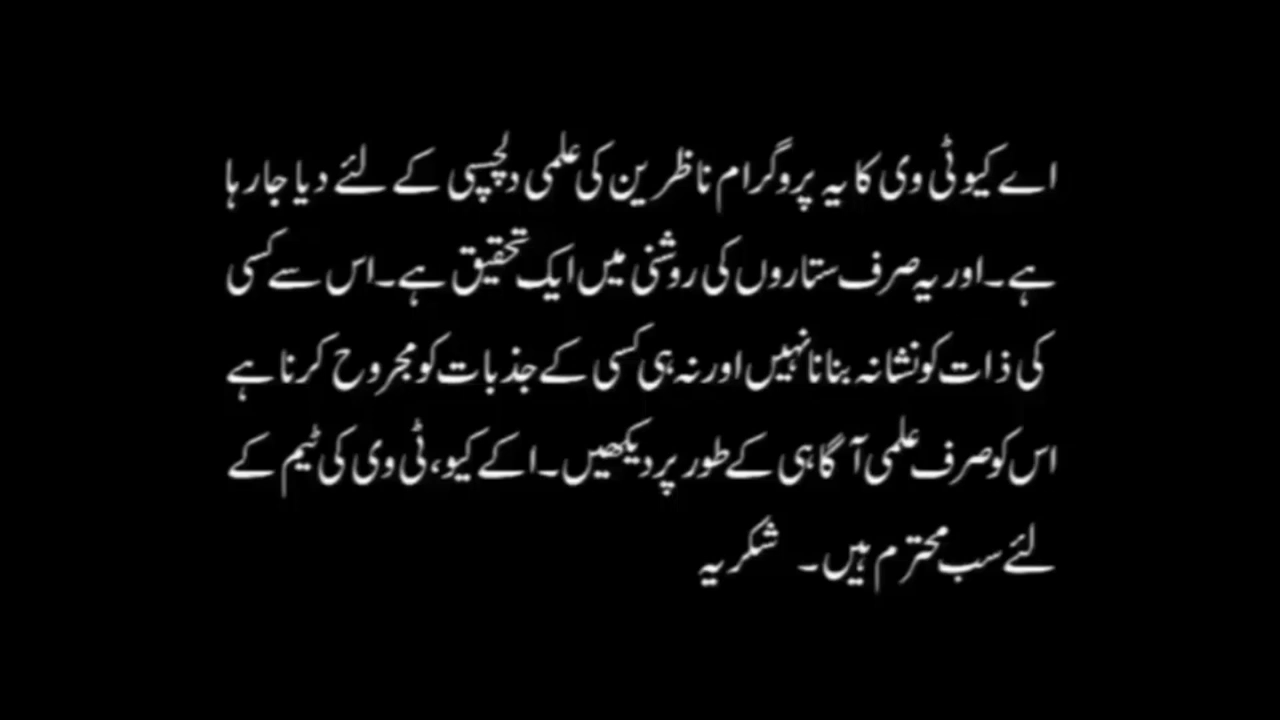 اے کیو ٹی وی کا یہ پروگرام ناظرین کی علمی دلچسپی کے لئے دیا جا رہا
ہے۔ اور یہ صرف ستاروں کی روشنی میں ایک تحقیق ہے۔ اس سے کسی
کی ذات کو نشانہ بنانا نہیں اور نہ ہی کسی کے جذبات کو مجروح کرنا ہے
اس کو صرف علمی آگاہی کے طور پر دیکھیں۔ اکے کیو، ٹی وی کی ٹیم کے
لئے سب محترم ہیں۔ شکریہ